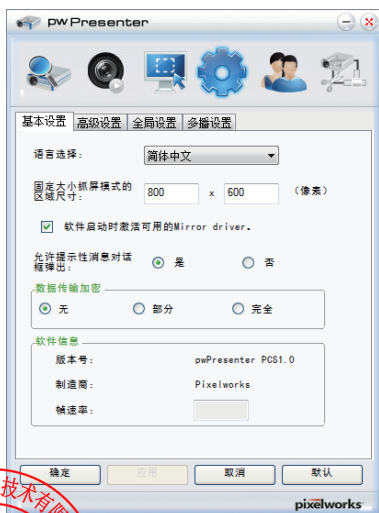 pwPresenter
基本设置 高级设置 全局设置 多播设置
语言选择: 简体中文
固定大小抓屏模式的
区域尺寸: 800 x 600 (像素)
软件启动时激活可用的Mirror driver.
允许提示性消息对话
框弹出: 是 否
数据传输加密
无 部分 完全
软件信息
版本号: pwPresenter PCS1.0
制造商: Pixelworks
帧速率:
确定 应用 取消 默认
技术有限
pixelworks